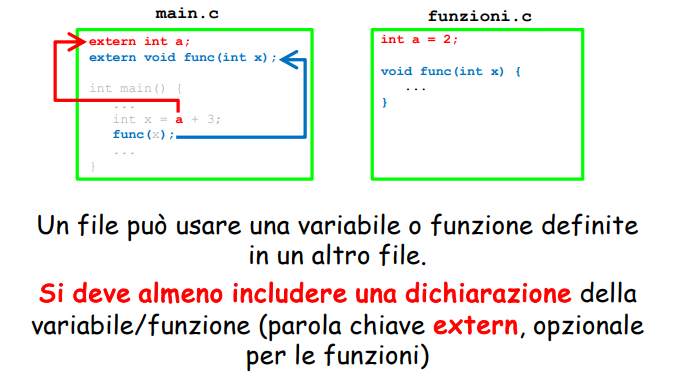 main.c
extern int a;
extern void func(int x);
int main() {
...
int x = a + 3;
func(x);
...
}
funzioni.c
int a = 2;
void func(int x) {
...
}
Un file può usare una variabile o funzione definite
in un altro file.
Si deve almeno includere una dichiarazione della
variabile/funzione (parola chiave extern, opzionale
per le funzioni)